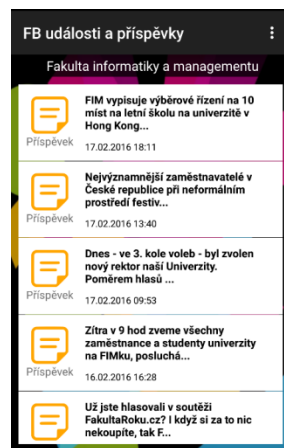 FB události a příspěvky
Fakulta informatiky a managementu
FIM vypisuje výběrové řízení na 10
míst na letní školu na univerzitě v
Hong Kong...
Příspěvek
17.02.2016 18:11
Nejvýznamnější zaměstnavatelé v
České republice při neformálním
prostředí festiv...
Příspěvek
17.02.2016 13:40
Dnes - ve 3. kole voleb - byl zvolen
nový rektor naší Univerzity.
Poměrem hlasů ...
Příspěvek
17.02.2016 09:53
Zítra v 9 hod zveme všechny
zaměstnance a studenty univerzity
na FIMku, posluchá...
Příspěvek
16.02.2016 16:28
Už jste hlasovali v soutěži
FakultaRoku.cz? I když si za to nic
nekoupíte, tak F...